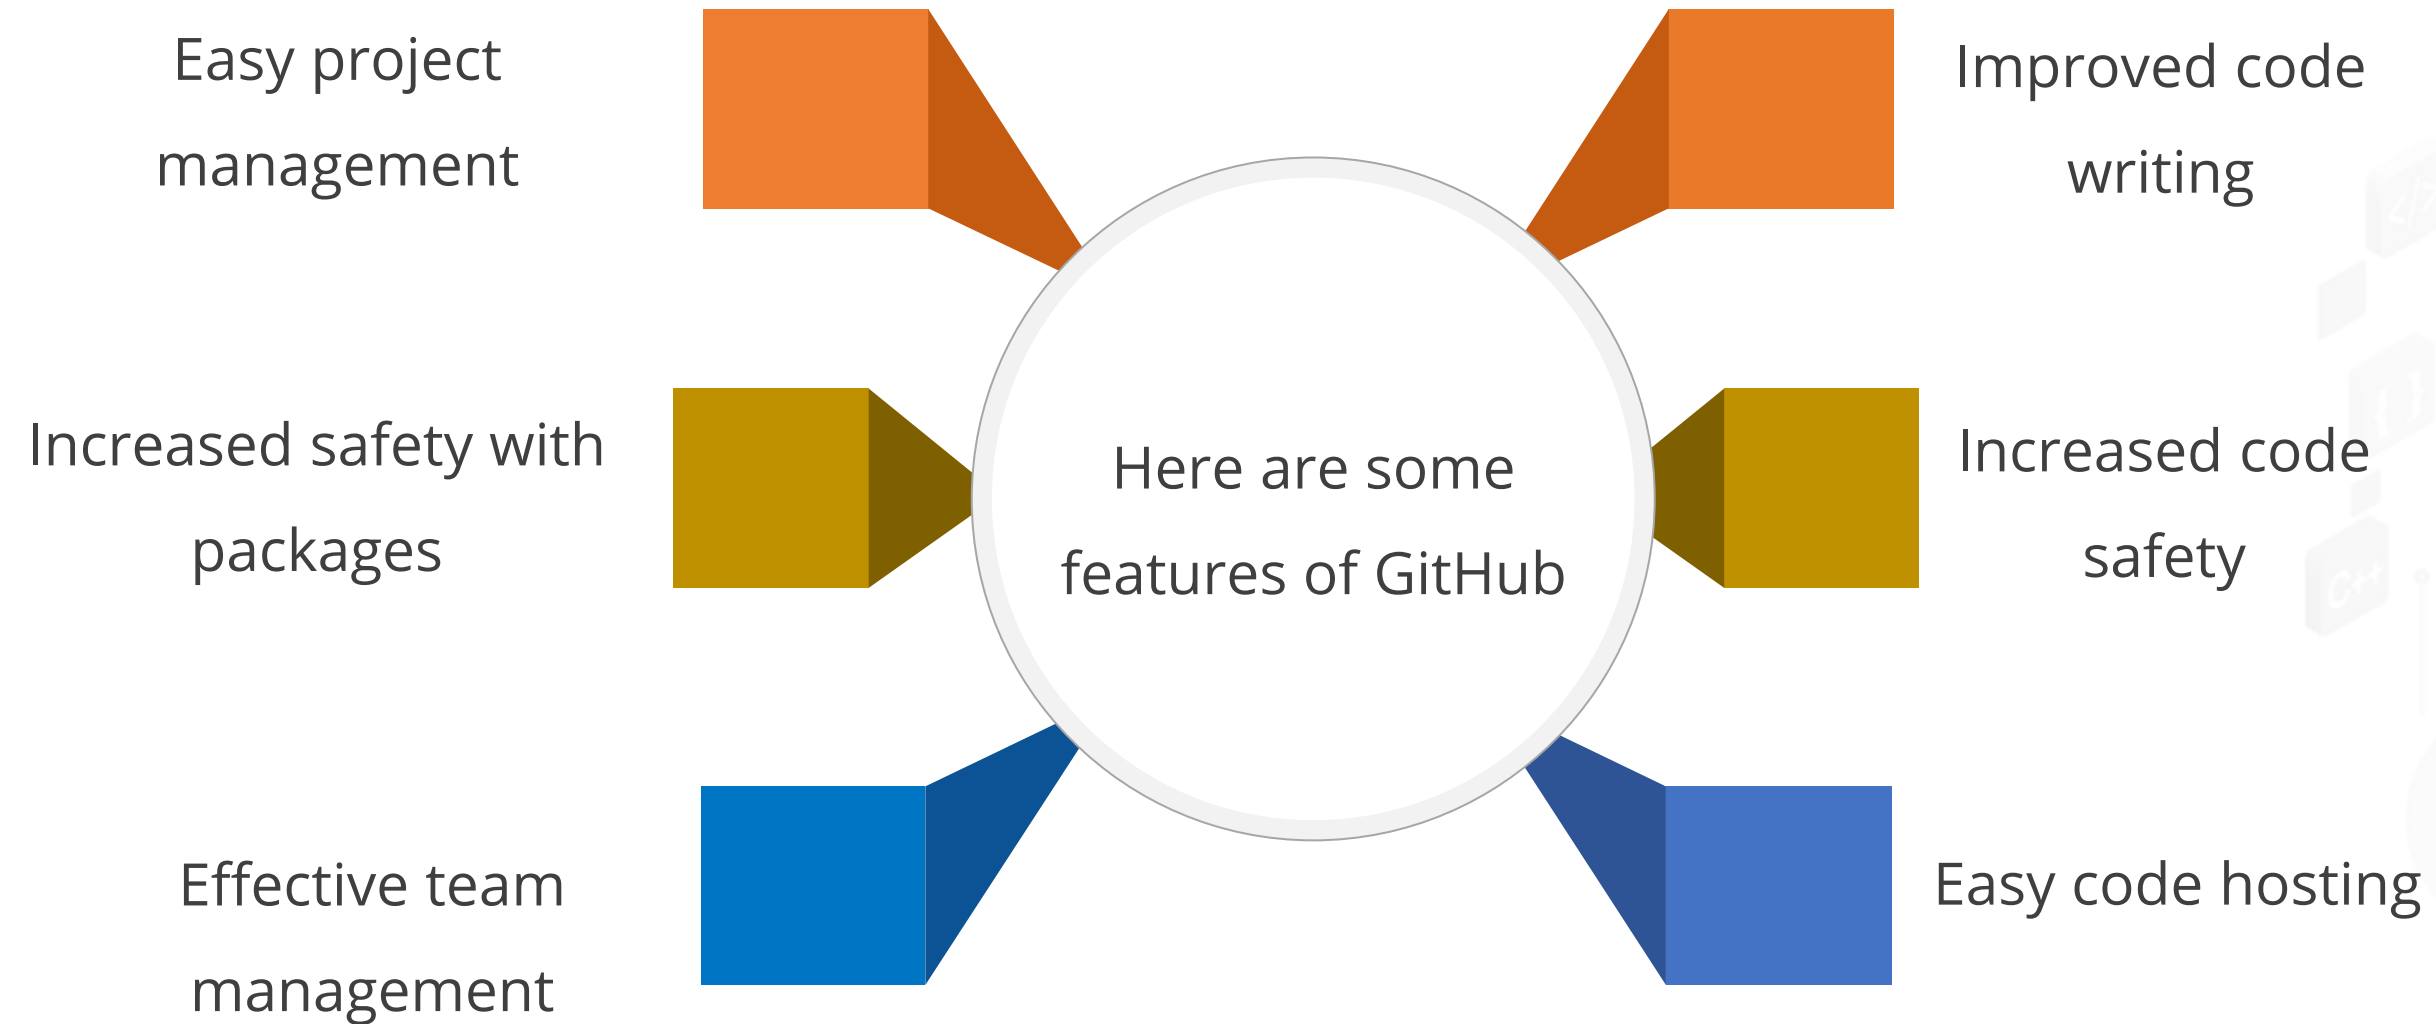 Easy project
management
Improved code
writing
Increased safety with
packages
Here are some
features of GitHub
Increased code
safety
Effective team
management
Easy code hosting